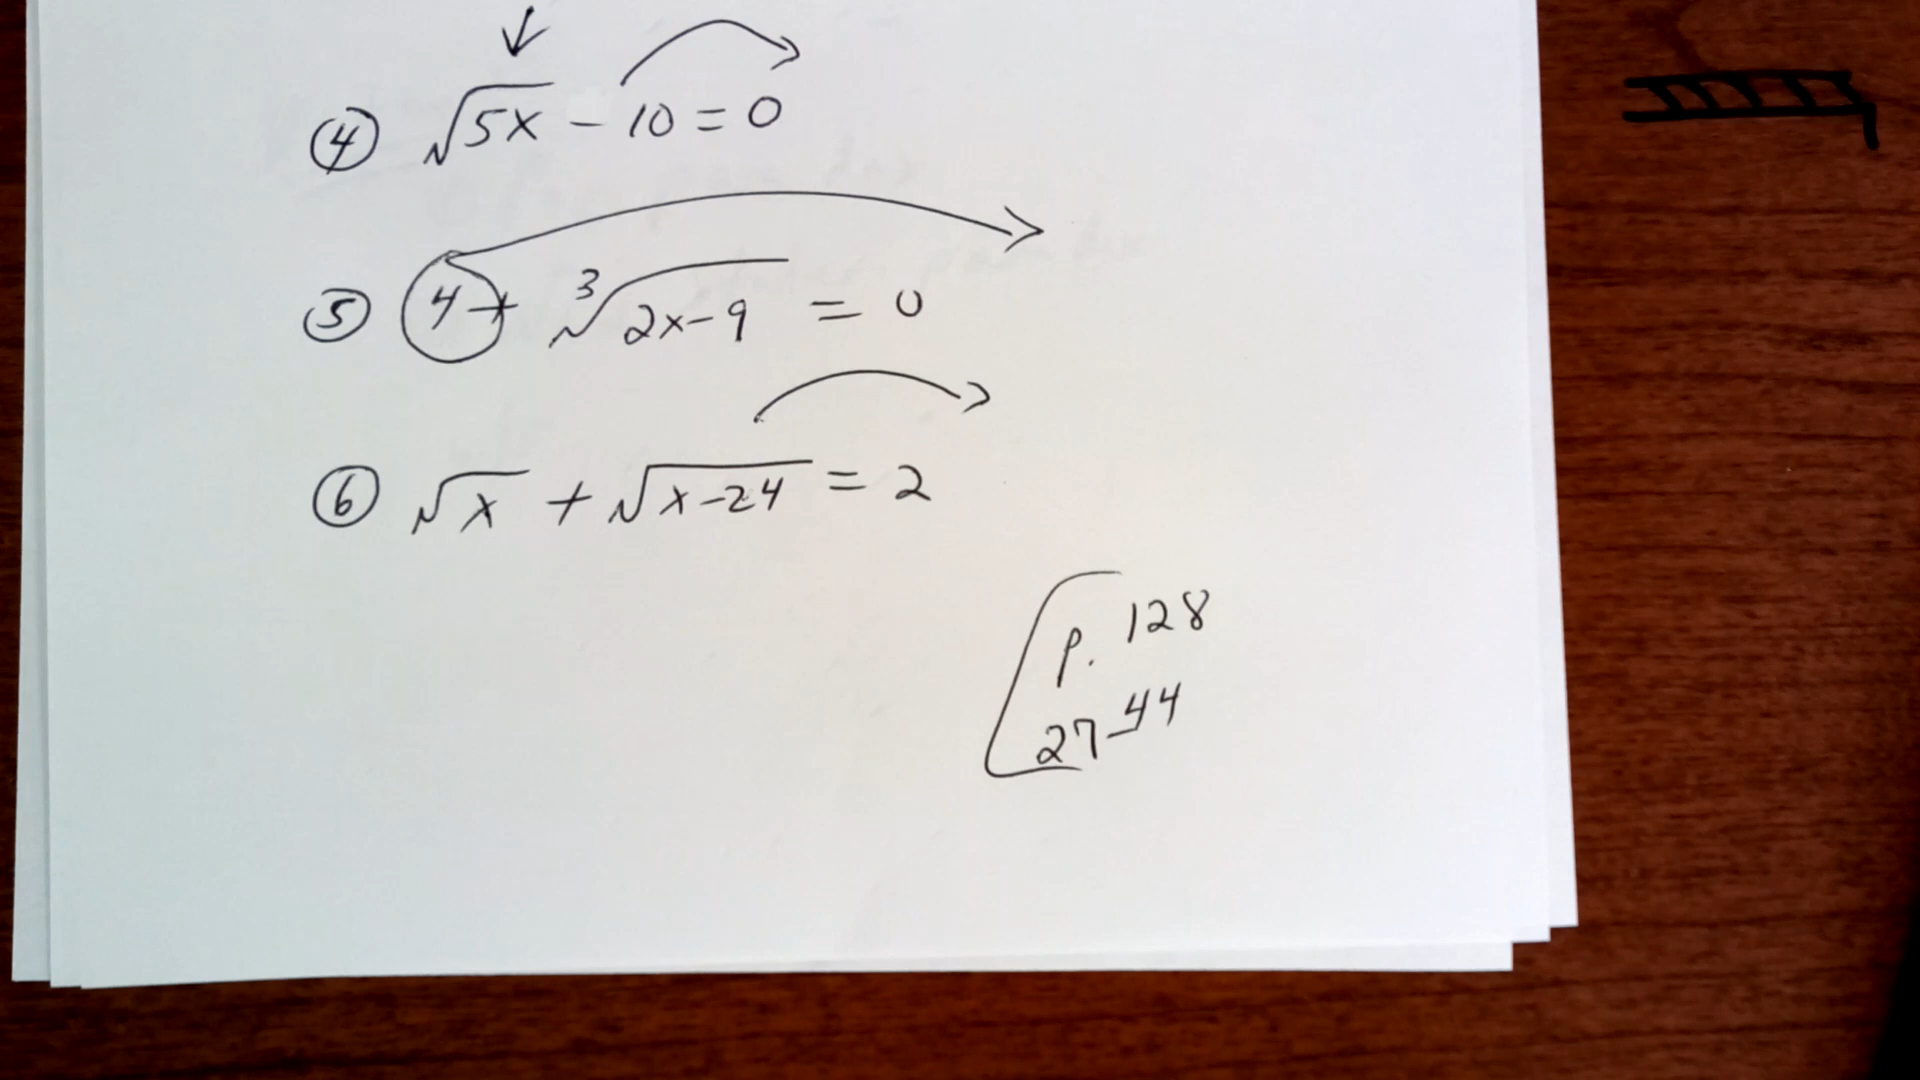 ④ √5x - 10 = 0
⑤ 4 + ³√2x-9 = 0
⑥ √x + √x-24 = 2
p. 128
27-44